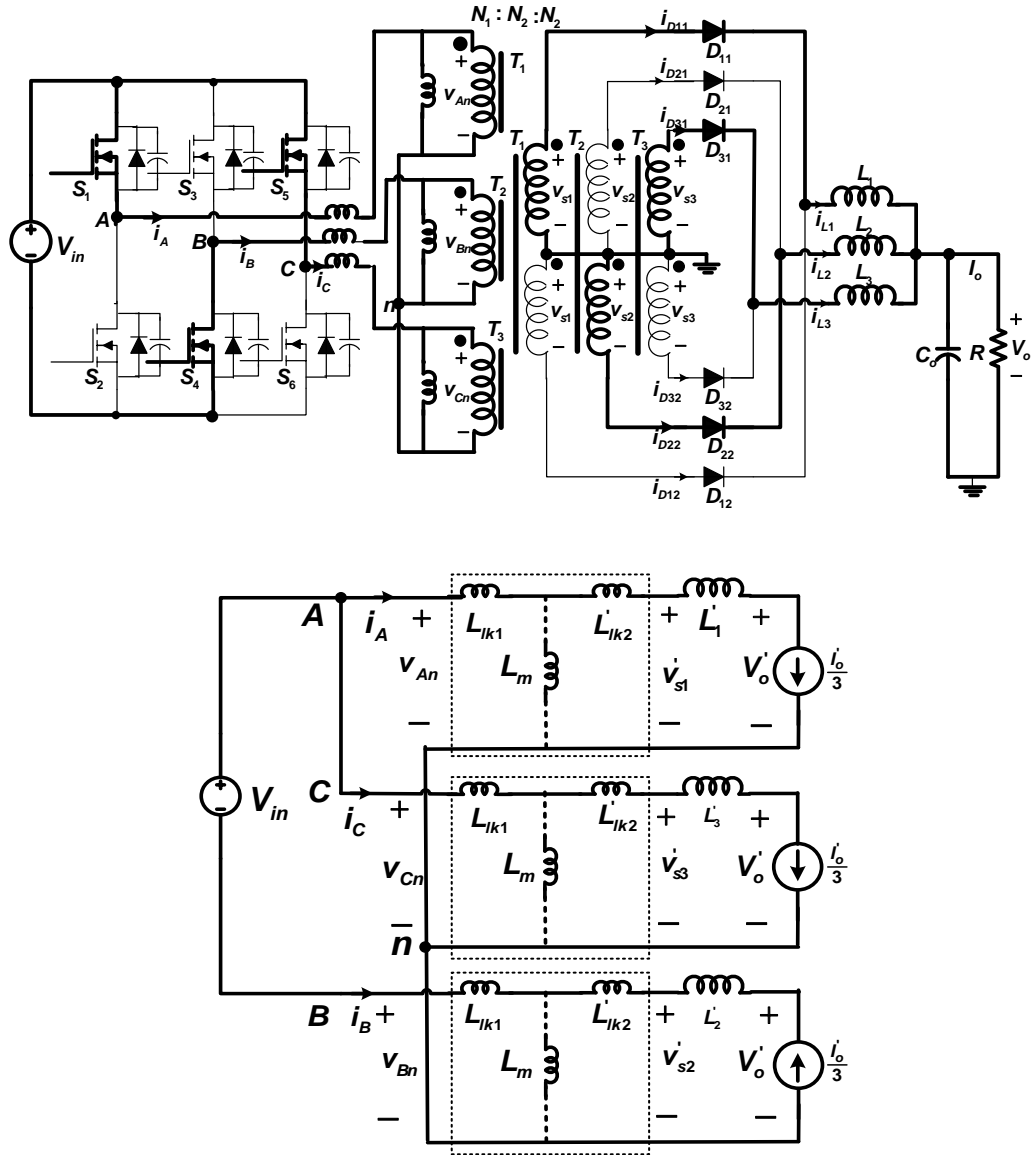 N1 : N2 : N2
iD11
D11
T1
vAn
+
−
iD21
D21
iD31
D31
T1 T2 T3
S1 S3 S5
+ + +
vs1 vs2 vs3
− − −
A iA
B iB
C iC
Vin
+
−
T2
vBn
+
−
n
L1
iL1
L2
iL2
L3
iL3
Io
+ + +
vs1 vs2 vs3
− − −
S2 S4 S6
T3
vCn
+
−
Co R
+
Vo
−
iD32
D32
iD22
D22
iD12
D12
A iA
+
vAn
−
Llk1 L'lk2 L'1
Lm
+
v's1
−
+
V'o
−
I'o/3
Vin
+
−
C iC
+
vCn
−
Llk1 L'lk2 L'3
Lm
+
v's3
−
+
V'o
−
I'o/3
n̅
B iB
+
vBn
−
Llk1 L'lk2 L'2
Lm
+
v's2
−
+
V'o
−
I'o/3